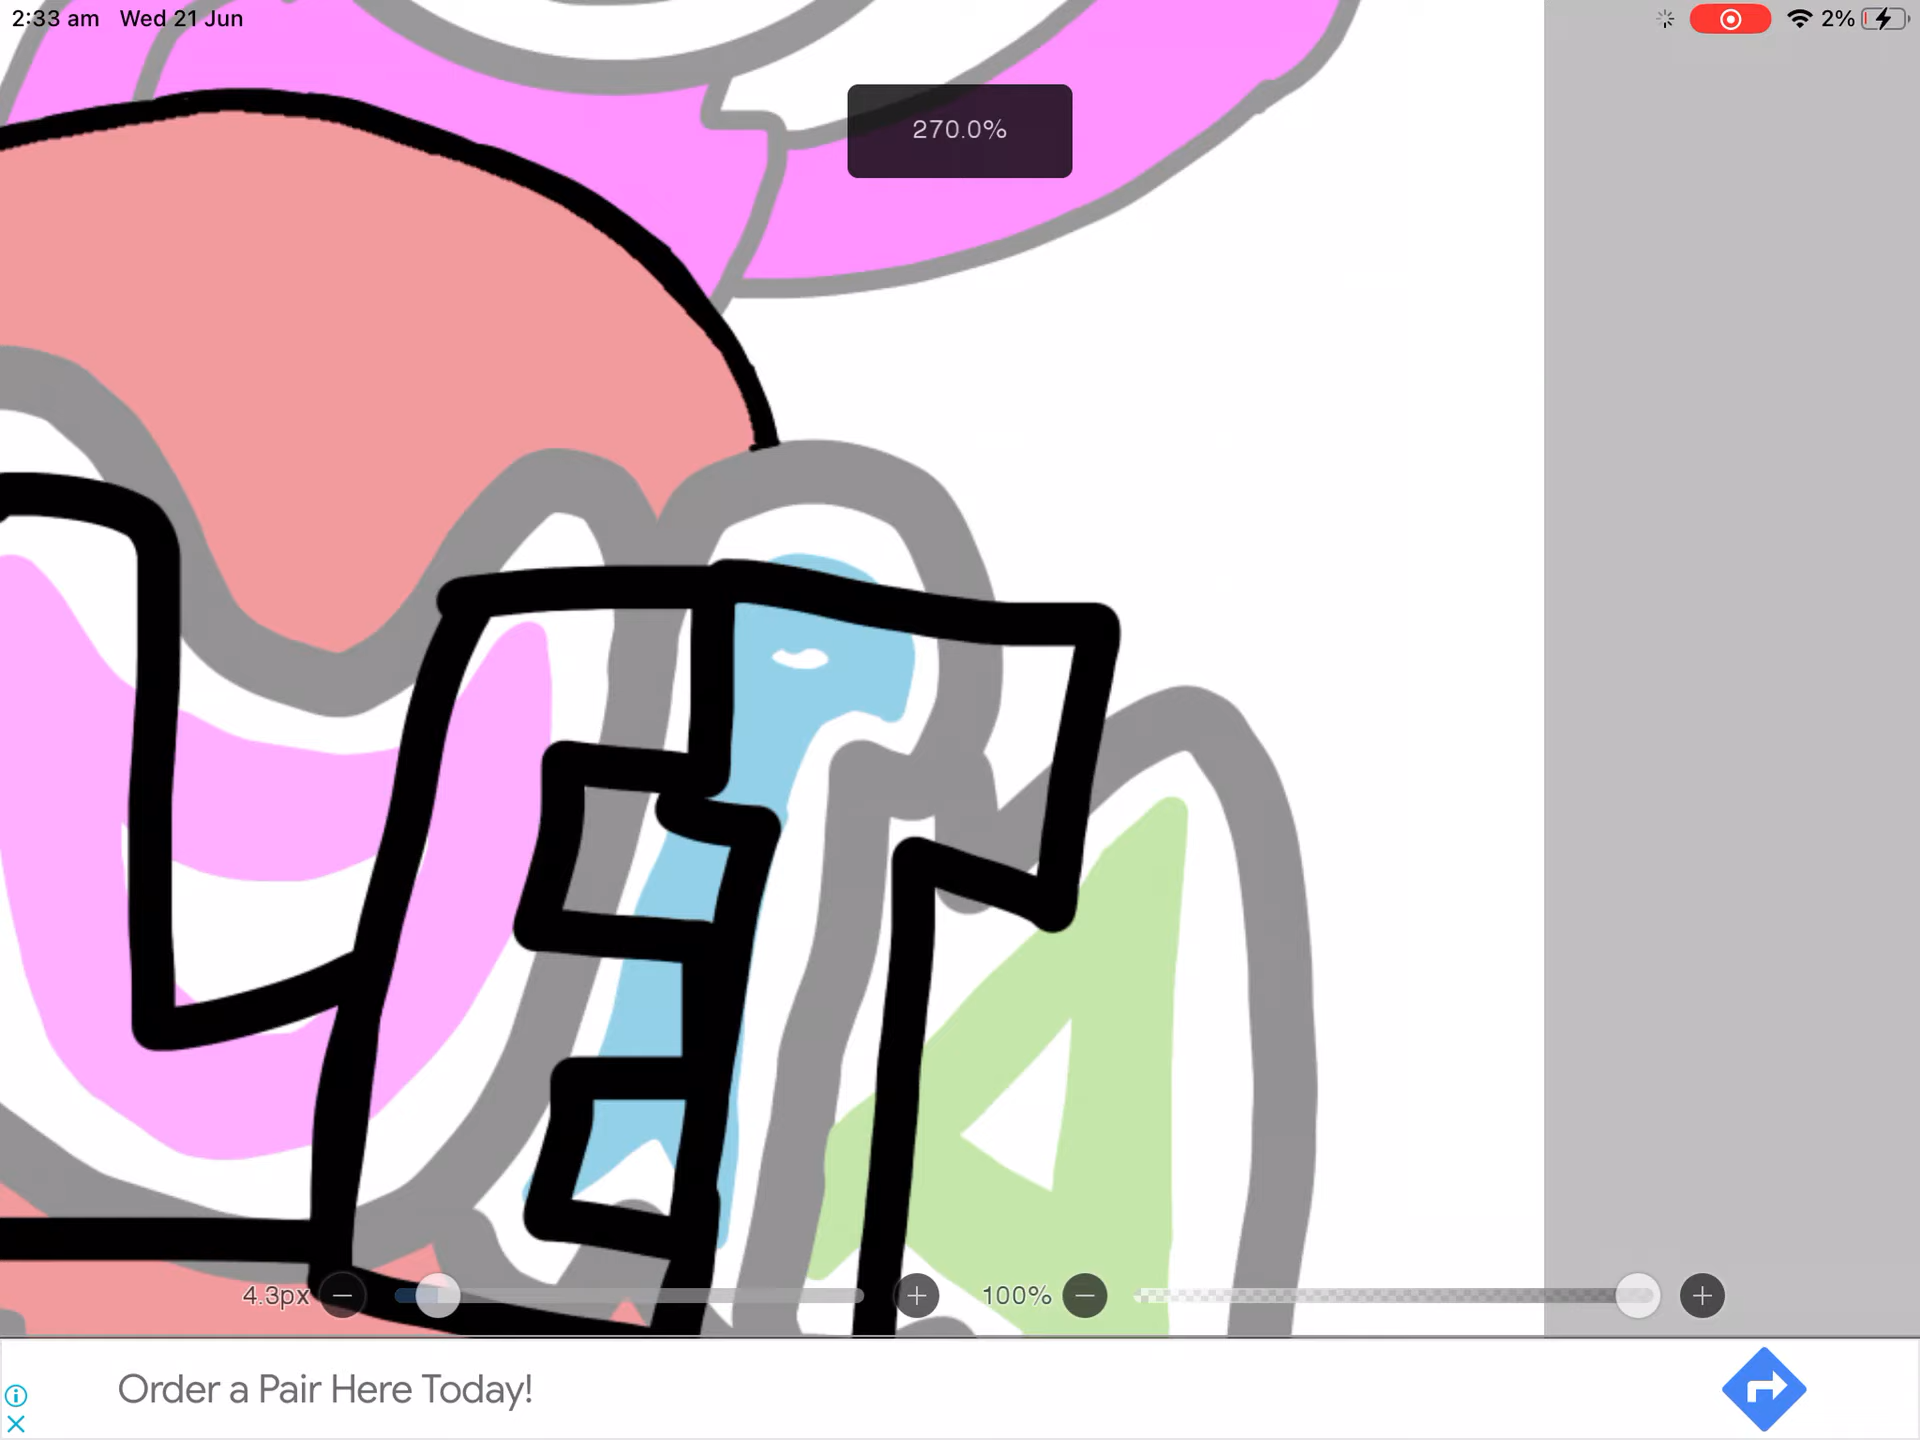 2:33 am Wed 21 Jun
2%
270.0%
4.3px
100%
Order a Pair Here Today!